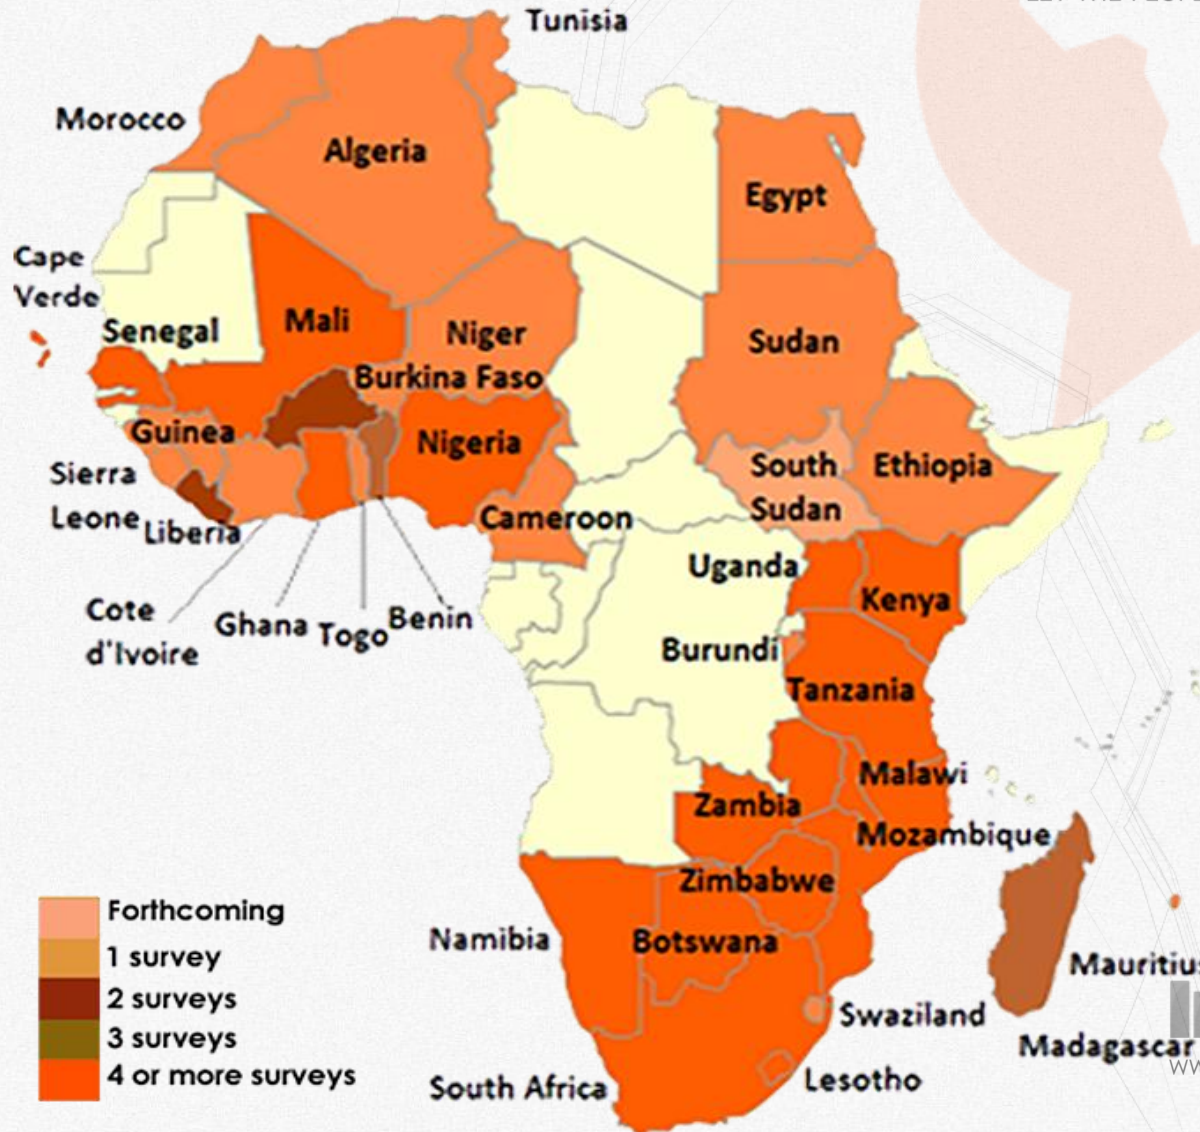 Tunisia
Morocco
Algeria
Egypt
Cape
Verde
Senegal
Mali
Niger
Sudan
Burkina Faso
Guinea
Nigeria
South
Sudan
Ethiopia
Sierra
Leone
Liberia
Cameroon
Uganda
Kenya
Cote
d'Ivoire
Ghana
Togo
Benin
Burundi
Tanzania
Malawi
Zambia
Mozambique
Zimbabwe
Namibia
Botswana
Mauritius
Swaziland
Madagascar
South Africa
Lesotho
Forthcoming
1 survey
2 surveys
3 surveys
4 or more surveys